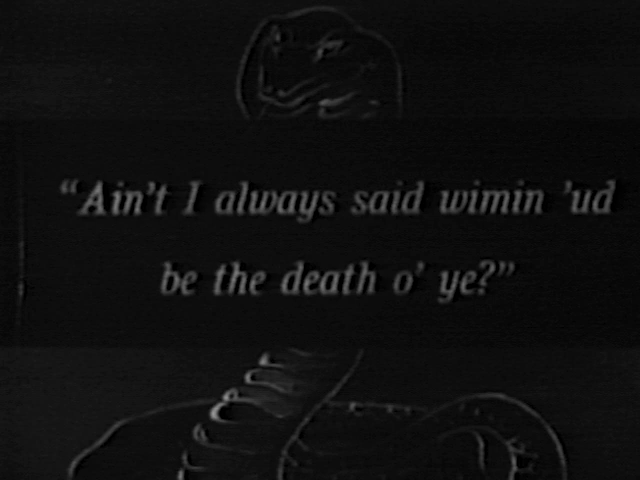 “Ain't I always said wimin 'ud
be the death o' ye?”